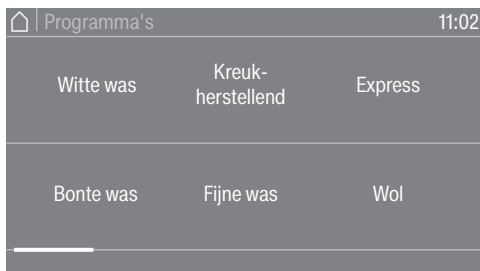 Programma's 11:02
Witte was
Kreuk-
herstellend
Express
Bonte was
Fijne was
Wol